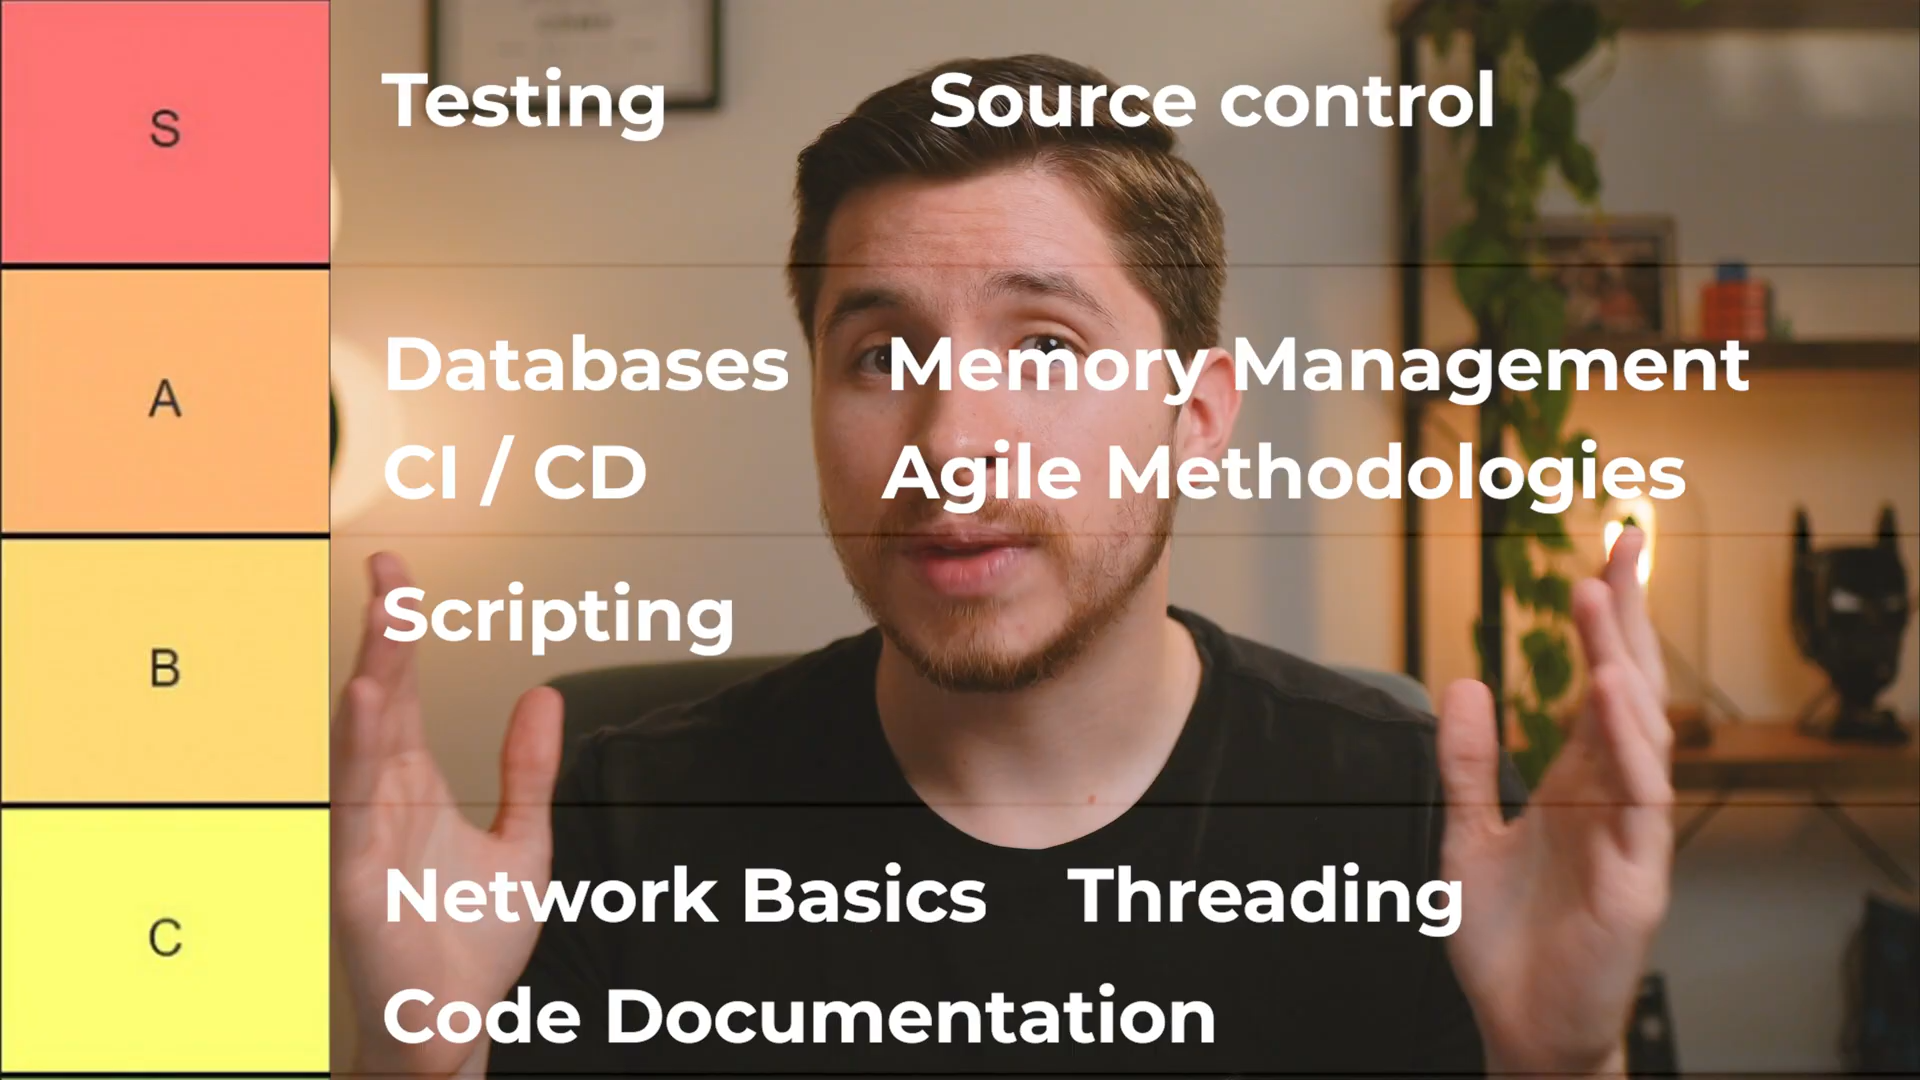 S
Testing Source control
A
Databases Memory Management
CI / CD Agile Methodologies
B
Scripting
C
Network Basics Threading
Code Documentation